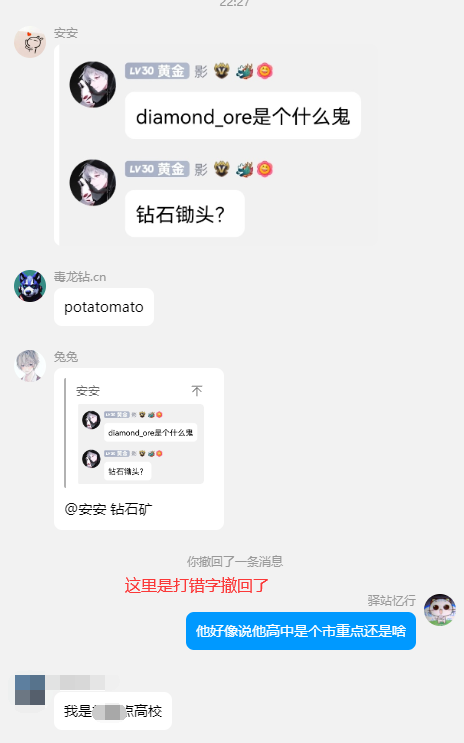 22:27
安安
LV30 黄金 影
diamond_ore是个什么鬼
LV30 黄金 影
钻石锄头?
毒龙钻.cn
potatomato
兔兔
安安
LV30 黄金 影
diamond_ore是个什么鬼
LV30 黄金 影
钻石锄头?
@安安 钻石矿
你撤回了一条消息
这里是打错字撤回了
驿站忆行
他好像说他高中是个市重点还是啥
我是 点高校